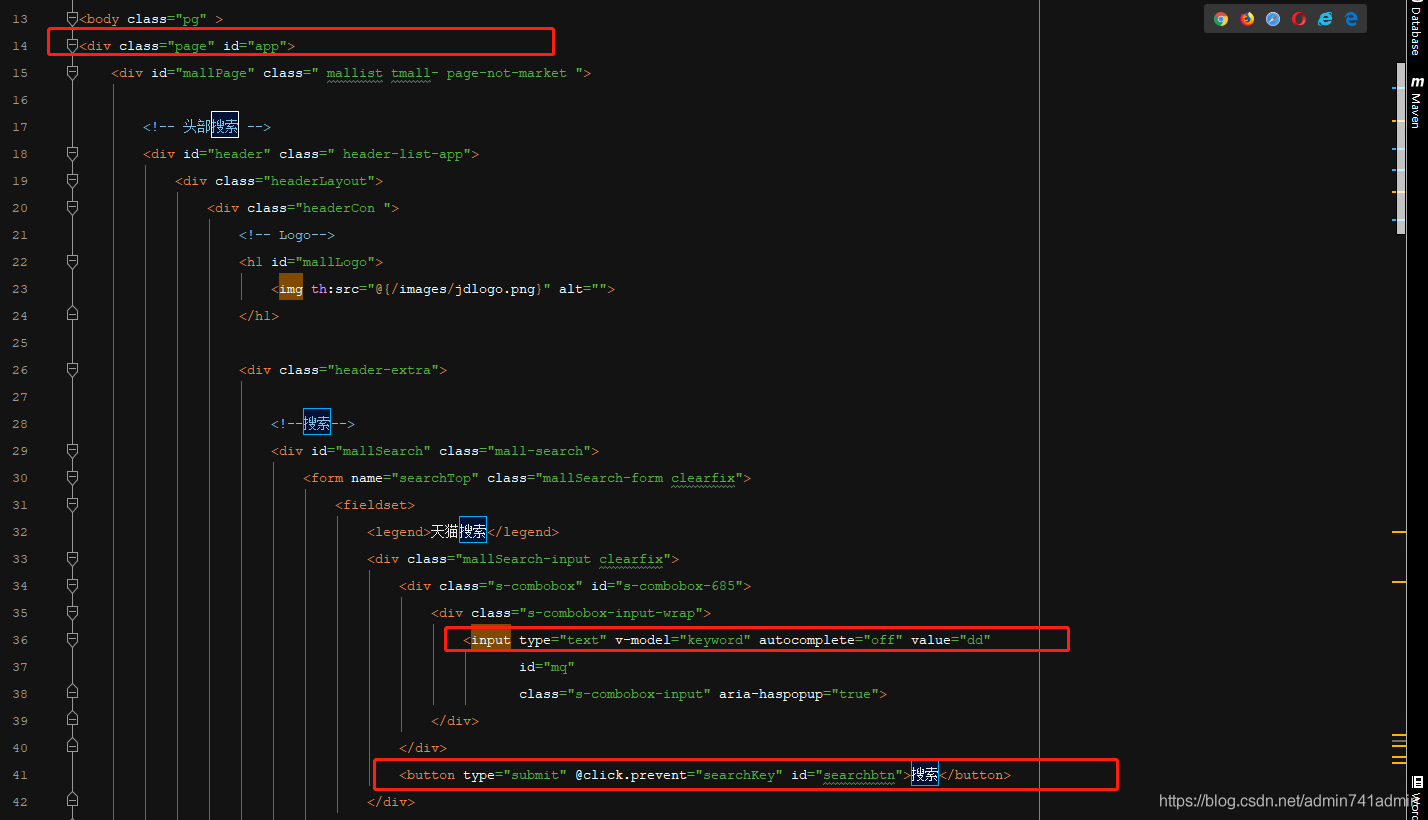 13 <body class="pg" >
14 <div class="page" id="app">
15 <div id="mallPage" class=" mallist tmall- page-not-market ">
16
17 <!-- 头部搜索 -->
18 <div id="header" class=" header-list-app">
19 <div class="headerLayout">
20 <div class="headerCon ">
21 <!-- Logo-->
22 <hl id="mallLogo">
23 <img th:src="@{/images/jdlogo.png}" alt="">
24 </hl>
25
26 <div class="header-extra">
27
28 <!--搜索-->
29 <div id="mallSearch" class="mall-search">
30 <form name="searchTop" class="mallSearch-form clearfix">
31 <fieldset>
32 <legend>天猫搜索</legend>
33 <div class="mallSearch-input clearfix">
34 <div class="s-combobox" id="s-combobox-685">
35 <div class="s-combobox-input-wrap">
36 <input type="text" v-model="keyword" autocomplete="off" value="dd"
37 id="mq"
38 class="s-combobox-input" aria-haspopup="true">
39 </div>
40 </div>
41 <button type="submit" @click.prevent="searchKey" id="searchbtn">搜索</button>
42 </div>
Database
m Maven
https://blog.csdn.net/admin741admin